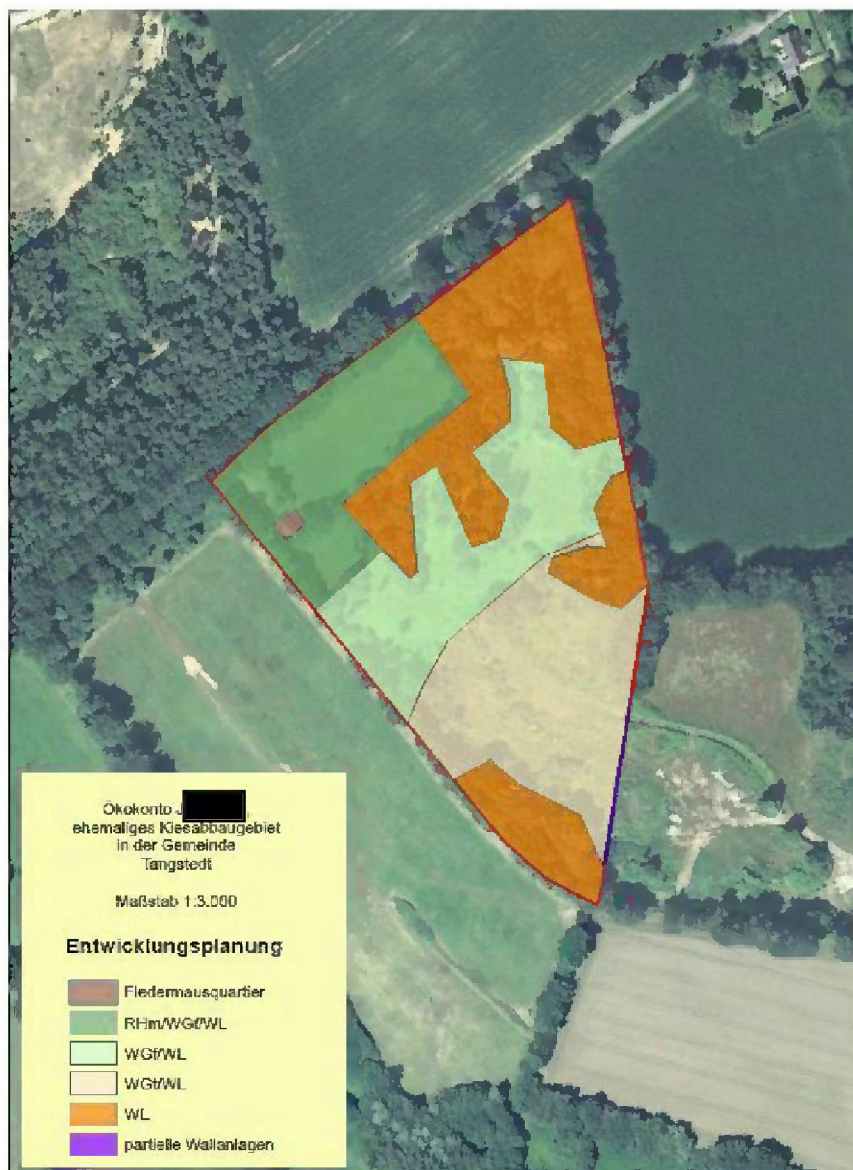 Ökokonto J
ehemaliges Kiesabbaugebiet
in der Gemeinde
Tangstedt
Maßstab 1:3.000
Entwicklungsplanung
Fledermausquartier
RHm/WGf/WL
WGf/WL
WGt/WL
WL
partielle Wallanlagen